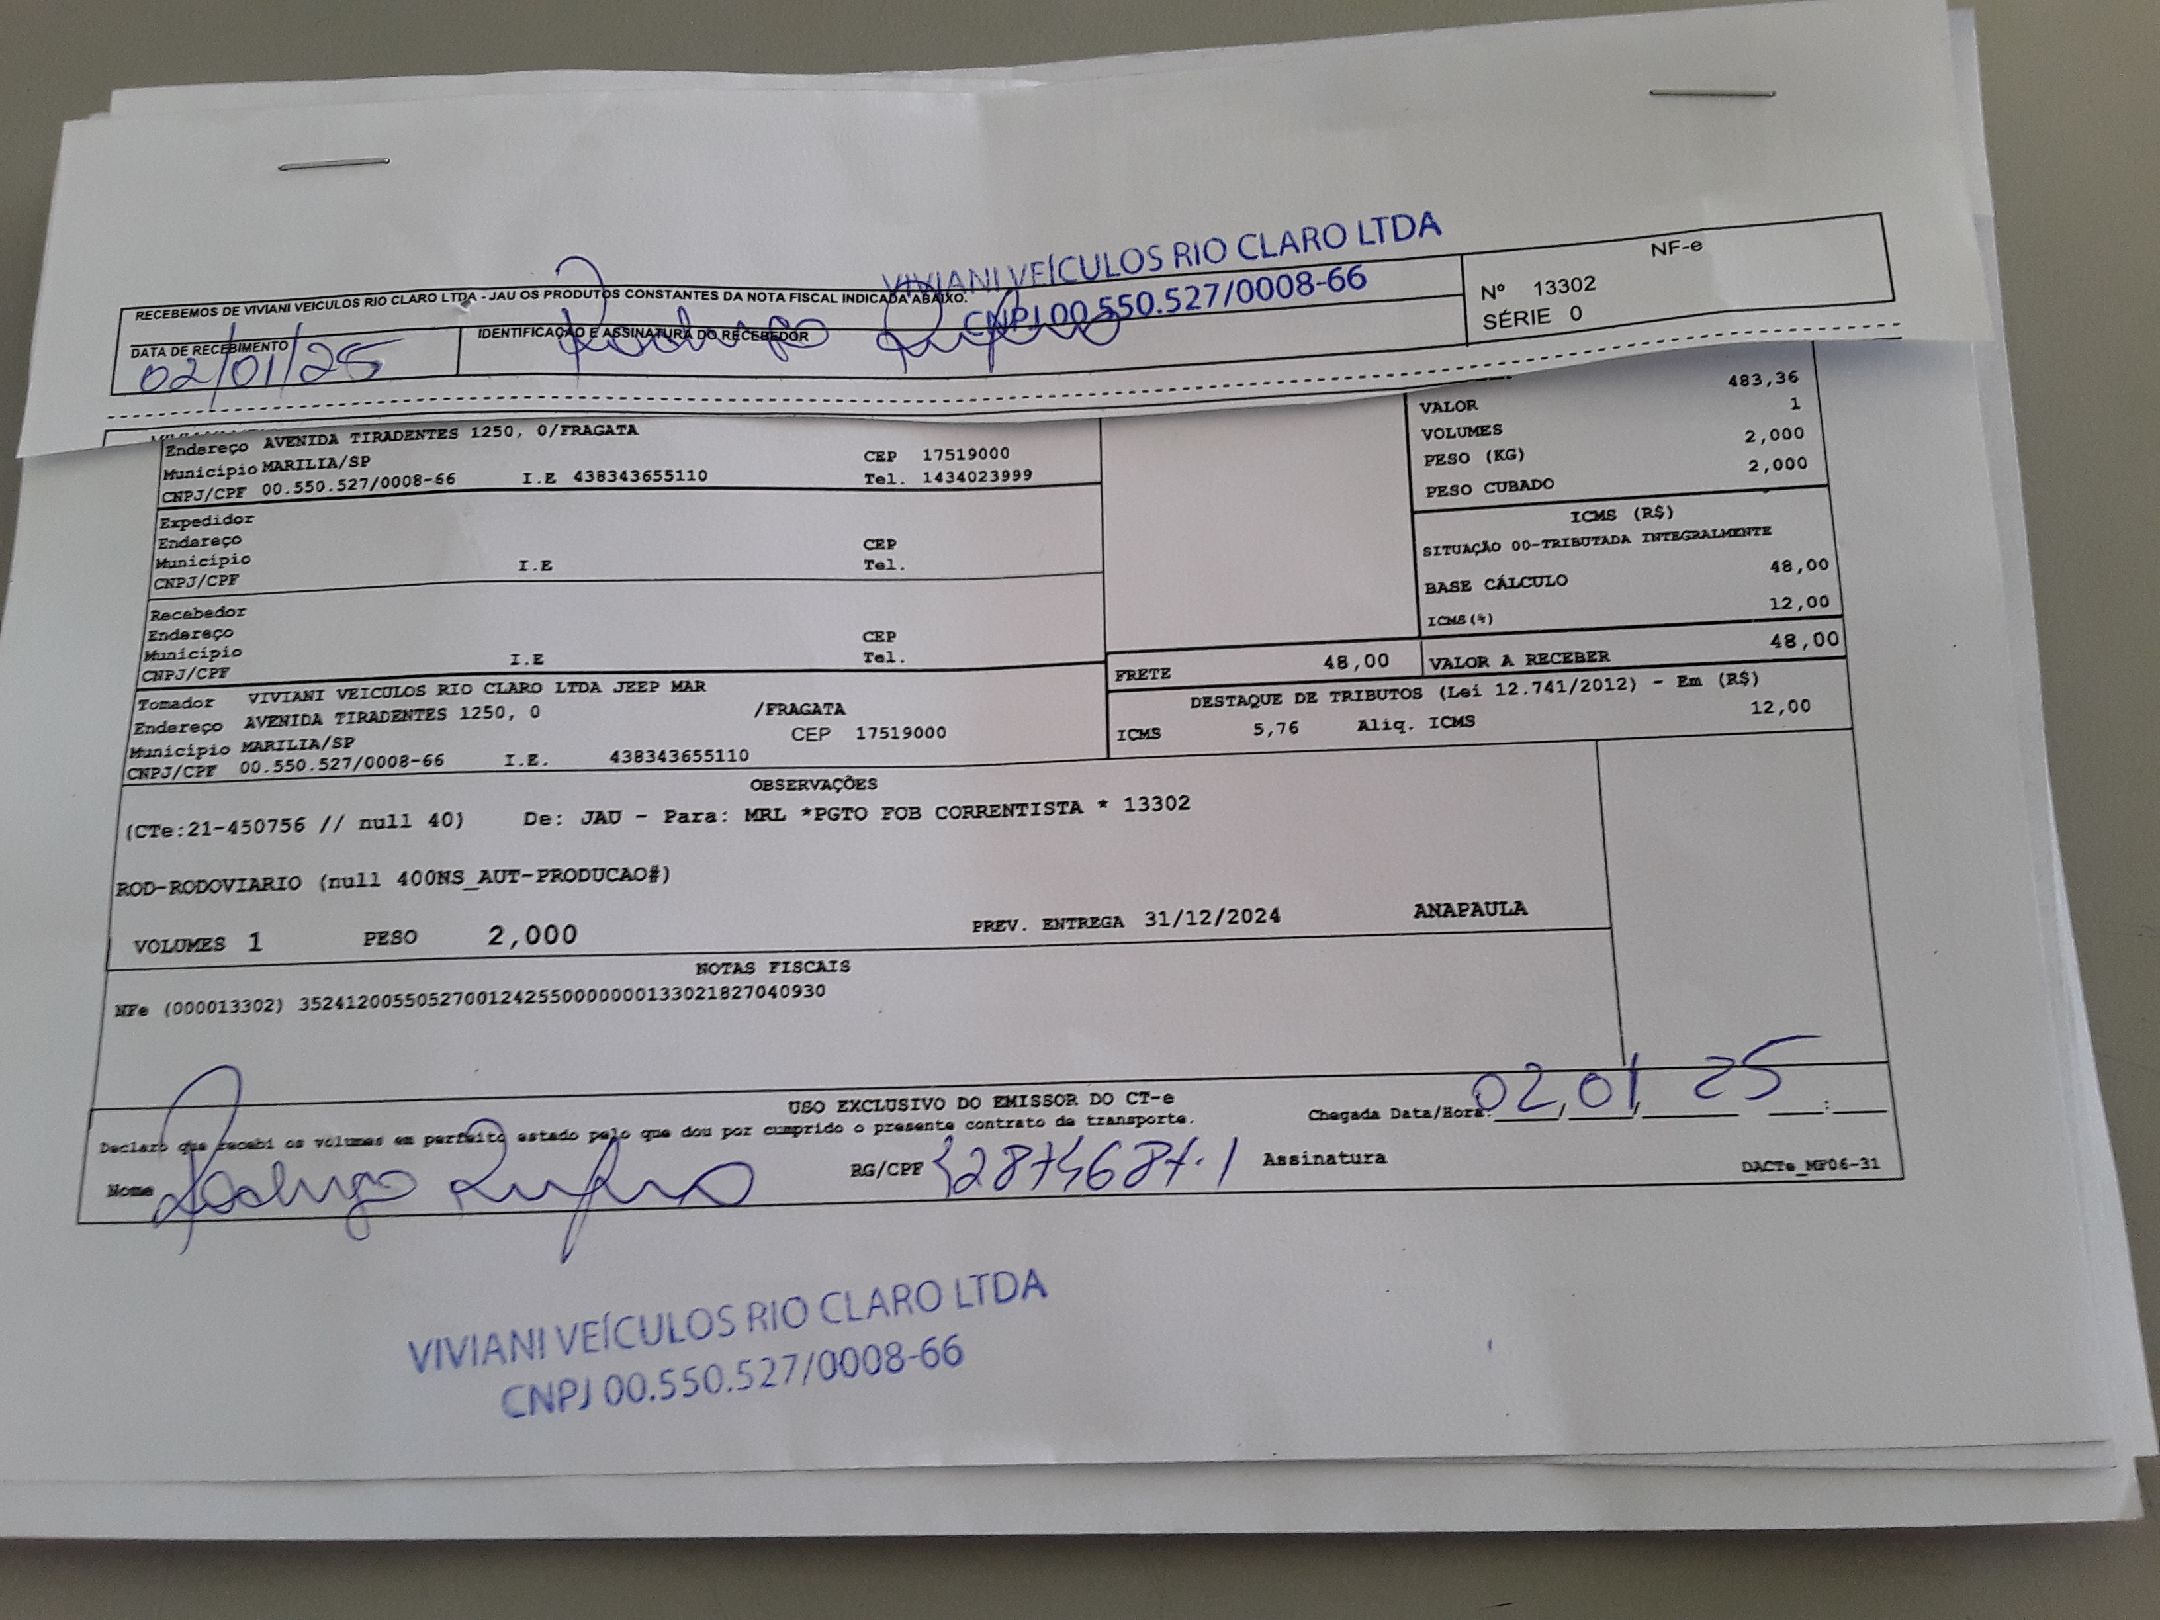 VIVIANI VEÍCULOS RIO CLARO LTDA
CNPJ 00.550.527/0008-66
RECEBEMOS DE VIVIANI VEICULOS RIO CLARO LTDA - JAU OS PRODUTOS CONSTANTES DA NOTA FISCAL INDICADA ABAIXO.
NF-e
Nº 13302
SÉRIE 0
DATA DE RECEBIMENTO
02/01/25
IDENTIFICAÇÃO E ASSINATURA DO RECEBEDOR
Rodrigo Rufino
Endereço AVENIDA TIRADENTES 1250, 0/FRAGATA
Município MARILIA/SP CEP 17519000
CNPJ/CPF 00.550.527/0008-66 I.E 438343655110 Tel. 1434023999
Expedidor
Endereço
Município CEP
CNPJ/CPF I.E Tel.
Recebedor
Endereço
Município CEP
CNPJ/CPF I.E Tel.
Tomador VIVIANI VEICULOS RIO CLARO LTDA JEEP MAR
Endereço AVENIDA TIRADENTES 1250, 0 /FRAGATA
Município MARILIA/SP CEP 17519000
CNPJ/CPF 00.550.527/0008-66 I.E. 438343655110
VALOR 483,36
VOLUMES 1
PESO (KG) 2,000
PESO CUBADO 2,000
ICMS (R$)
SITUAÇÃO 00-TRIBUTADA INTEGRALMENTE
BASE CÁLCULO 48,00
ICMS(%) 12,00
FRETE 48,00 VALOR A RECEBER 48,00
DESTAQUE DE TRIBUTOS (Lei 12.741/2012) - Em (R$)
ICMS 5,76 Aliq. ICMS 12,00
OBSERVAÇÕES
(CTe:21-450756 // null 40) De: JAU - Para: MRL *PGTO FOB CORRENTISTA * 13302
ROD-RODOVIARIO (null 400NS_AUT-PRODUCAO#)
VOLUMES 1 PESO 2,000 PREV. ENTREGA 31/12/2024 ANAPAULA
NOTAS FISCAIS
NFe (000013302) 35241200550527001242550000000133021827040930
USO EXCLUSIVO DO EMISSOR DO CT-e
Declaro que recebi os volumes em perfeito estado pelo que dou por cumprido o presente contrato de transporte.
Chegada Data/Hora: 02/01/25
Nome Rodrigo Rufino RG/CPF Assinatura DACTe_MP06-31
VIVIANI VEÍCULOS RIO CLARO LTDA
CNPJ 00.550.527/0008-66